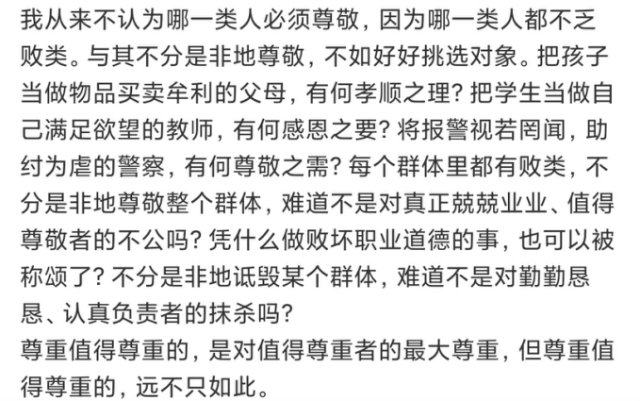 我从来不认为哪一类人必须尊敬，因为哪一类人都不乏
败类。与其不分是非地尊敬，不如好好挑选对象。把孩子
当做物品买卖牟利的父母，有何孝顺之理？把学生当做自
己满足欲望的教师，有何感恩之要？将报警视若罔闻，助
纣为虐的警察，有何尊敬之需？每个群体里都有败类，不
分是非地尊敬整个群体，难道不是对真正兢兢业业、值得
尊敬者的不公吗？凭什么做败坏职业道德的事，也可以被
称颂了？不分是非地诋毁某个群体，难道不是对勤勤恳
恳、认真负责者的抹杀吗？
尊重值得尊重的，是对值得尊重者的最大尊重，但尊重值
得尊重的，远不只如此。